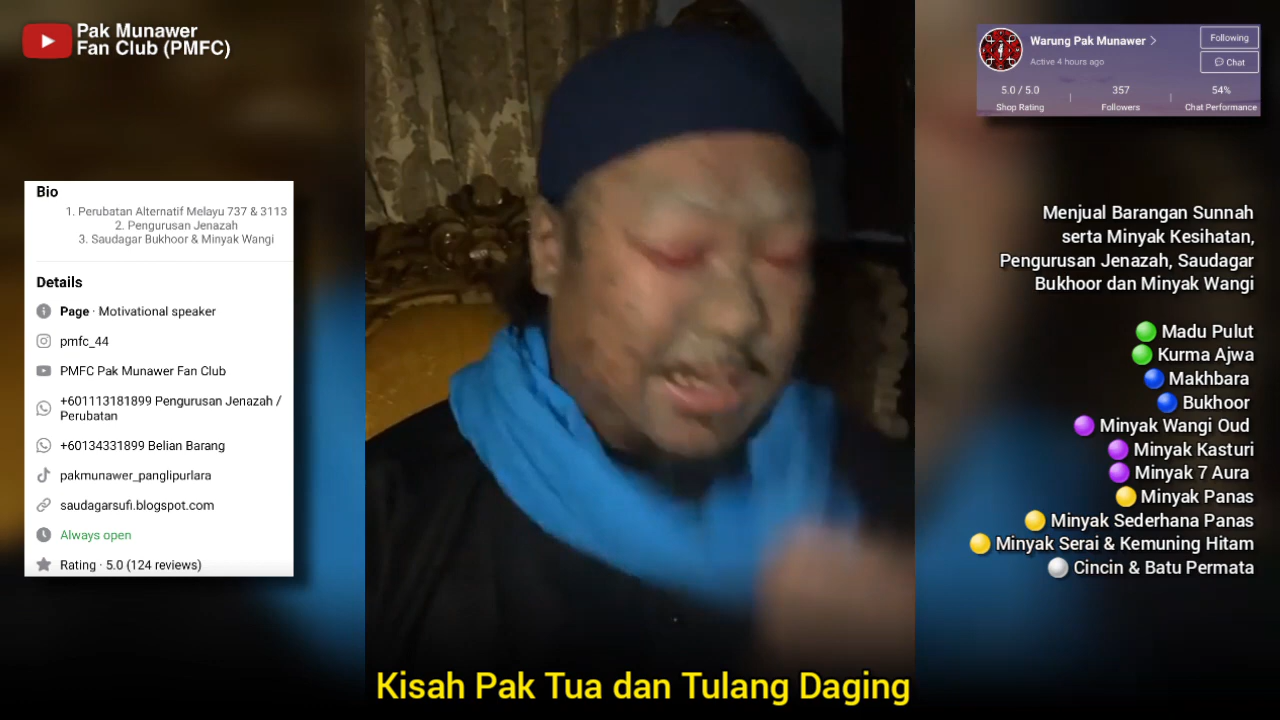 Pak Munawer
Fan Club (PMFC)
Warung Pak Munawer
Following
Active 4 hours ago
Chat
5.0 / 5.0
357
54%
Shop Rating
Followers
Chat Performance
Bio
1. Perubatan Alternatif Melayu 737 & 3113
2. Pengurusan Jenazah
3. Saudagar Bukhoor & Minyak Wangi
Details
Page · Motivational speaker
pmfc_44
PMFC Pak Munawer Fan Club
+601113181899 Pengurusan Jenazah /
Perubatan
+60134331899 Belian Barang
pakmunawer_panglipurlara
saudagarsufi.blogspot.com
Always open
Rating · 5.0 (124 reviews)
Menjual Barangan Sunnah
serta Minyak Kesihatan,
Pengurusan Jenazah, Saudagar
Bukhoor dan Minyak Wangi
Madu Pulut
Kurma Ajwa
Makhbara
Bukhoor
Minyak Wangi Oud
Minyak Kasturi
Minyak 7 Aura
Minyak Panas
Minyak Sederhana Panas
Minyak Serai & Kemuning Hitam
Cincin & Batu Permata
Kisah Pak Tua dan Tulang Daging